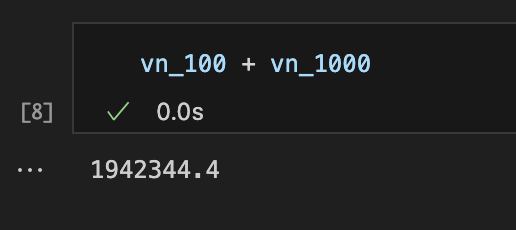 vn_100 + vn_1000
[8] ✓ 0.0s
... 1942344.4